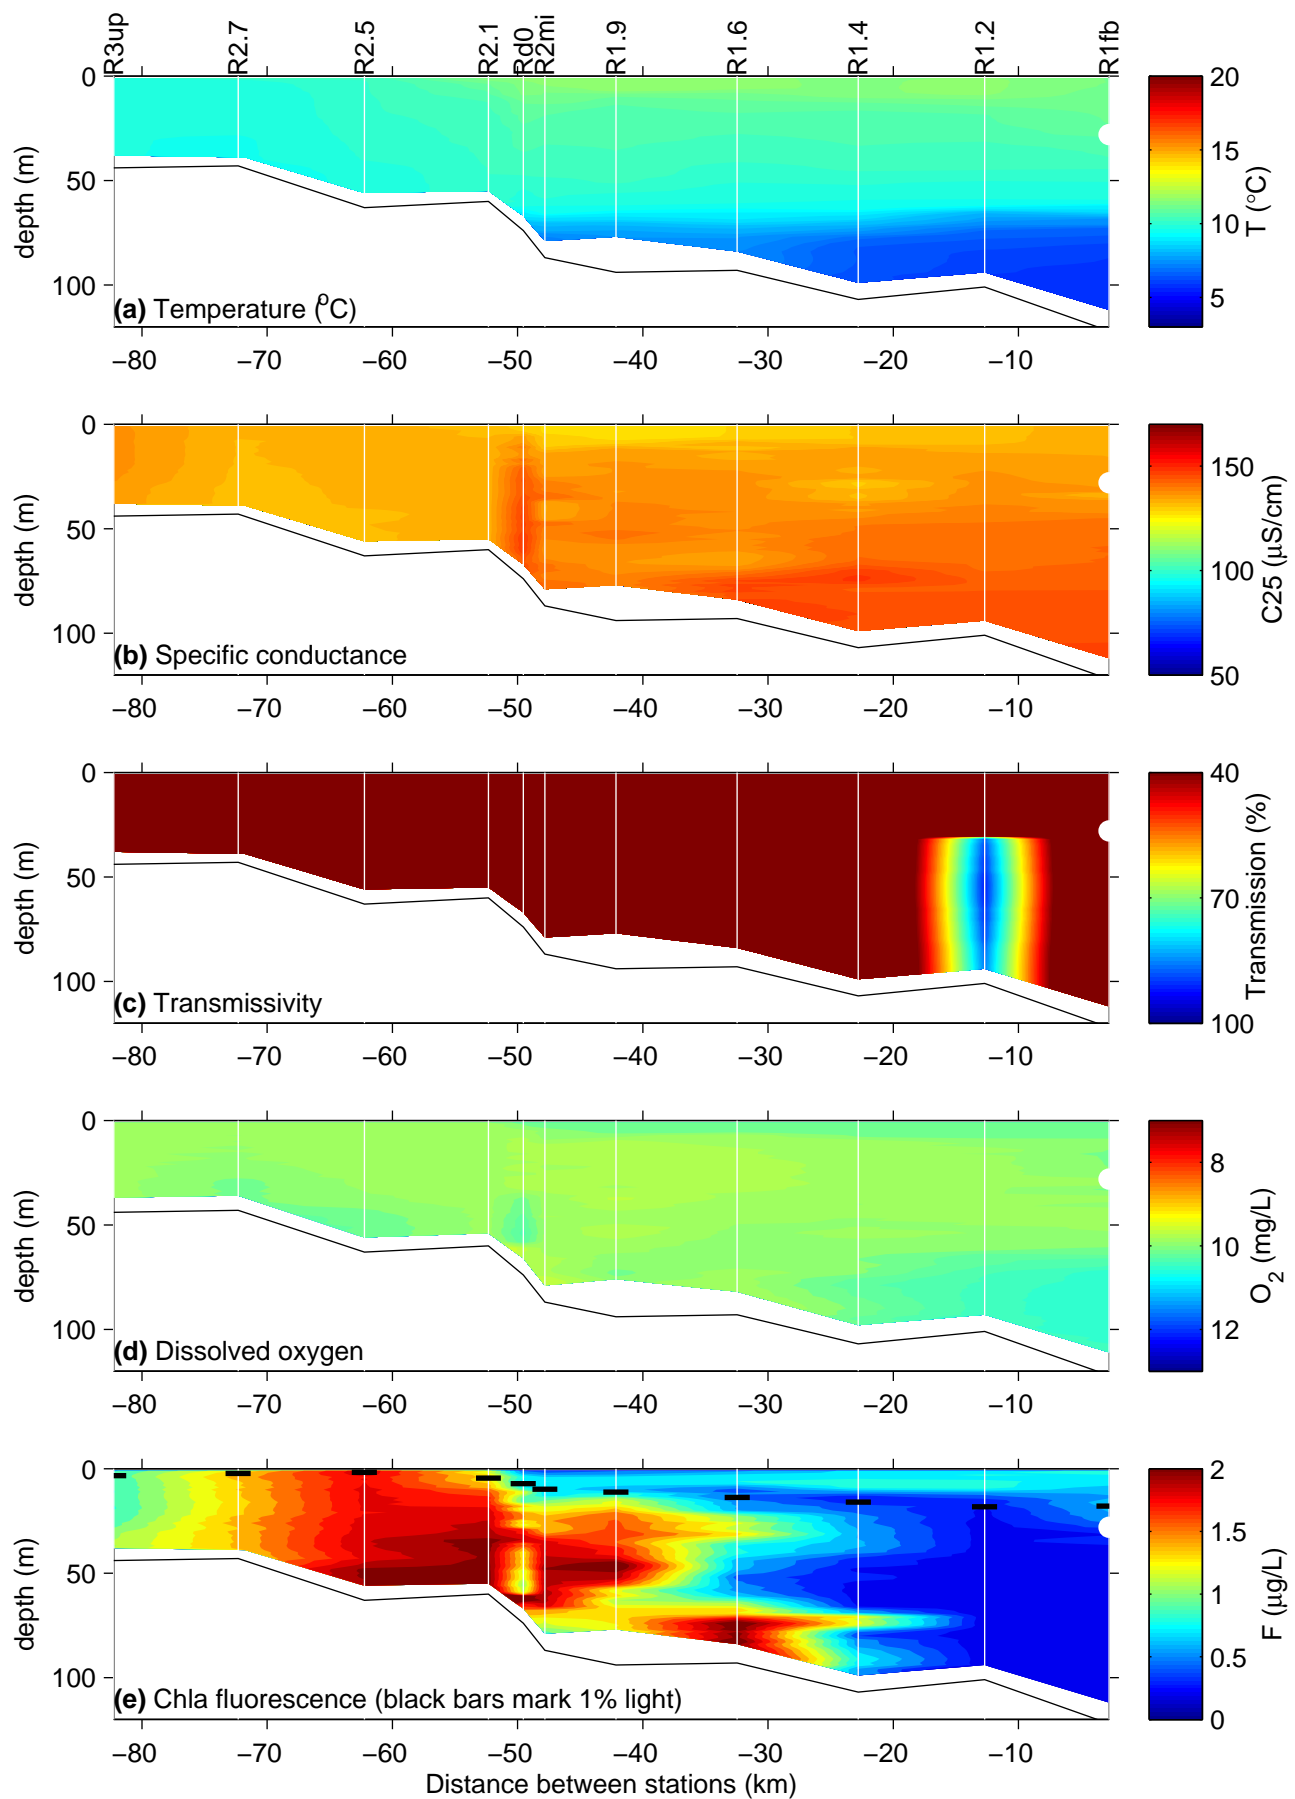 R3up R2.7 R2.5 R2.1 Rd0 R2mi R1.9 R1.6 R1.4 R1.2 R1fb
0
50
100
depth (m)
(a) Temperature (°C)
−80 −70 −60 −50 −40 −30 −20 −10
20
15
10
5
T (°C)
0
50
100
depth (m)
(b) Specific conductance
−80 −70 −60 −50 −40 −30 −20 −10
150
100
50
C25 (µS/cm)
0
50
100
depth (m)
(c) Transmissivity
−80 −70 −60 −50 −40 −30 −20 −10
40
70
100
Transmission (%)
0
50
100
depth (m)
(d) Dissolved oxygen
−80 −70 −60 −50 −40 −30 −20 −10
8
10
12
O2 (mg/L)
0
50
100
depth (m)
(e) Chla fluorescence (black bars mark 1% light)
−80 −70 −60 −50 −40 −30 −20 −10
Distance between stations (km)
2
1.5
1
0.5
0
F (µg/L)